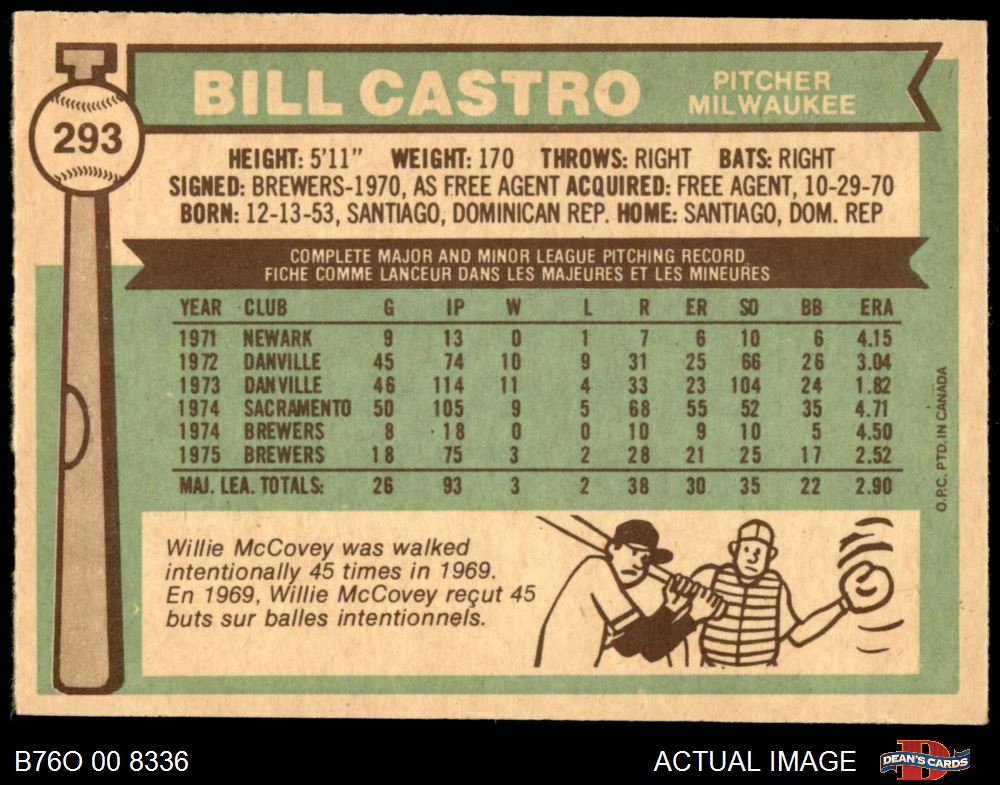 293
BILL CASTRO
PITCHER
MILWAUKEE
HEIGHT: 5'11" WEIGHT: 170 THROWS: RIGHT BATS: RIGHT
SIGNED: BREWERS-1970, AS FREE AGENT ACQUIRED: FREE AGENT, 10-29-70
BORN: 12-13-53, SANTIAGO, DOMINICAN REP. HOME: SANTIAGO, DOM. REP
COMPLETE MAJOR AND MINOR LEAGUE PITCHING RECORD
FICHE COMME LANCEUR DANS LES MAJEURES ET LES MINEURES
YEAR CLUB G IP W L R ER SO BB ERA
1971 NEWARK 9 13 0 1 7 6 10 6 4.15
1972 DANVILLE 45 74 10 9 31 25 66 26 3.04
1973 DANVILLE 46 114 11 4 33 23 104 24 1.82
1974 SACRAMENTO 50 105 9 5 68 55 52 35 4.71
1974 BREWERS 8 18 0 0 10 9 10 5 4.50
1975 BREWERS 18 75 3 2 28 21 25 17 2.52
MAJ. LEA. TOTALS: 26 93 3 2 38 30 35 22 2.90
O.P.C. PTD. IN CANADA
Willie McCovey was walked
intentionally 45 times in 1969.
En 1969, Willie McCovey reçut 45
buts sur balles intentionnels.
B76O 00 8336
ACTUAL IMAGE
D
DEAN'S CARDS